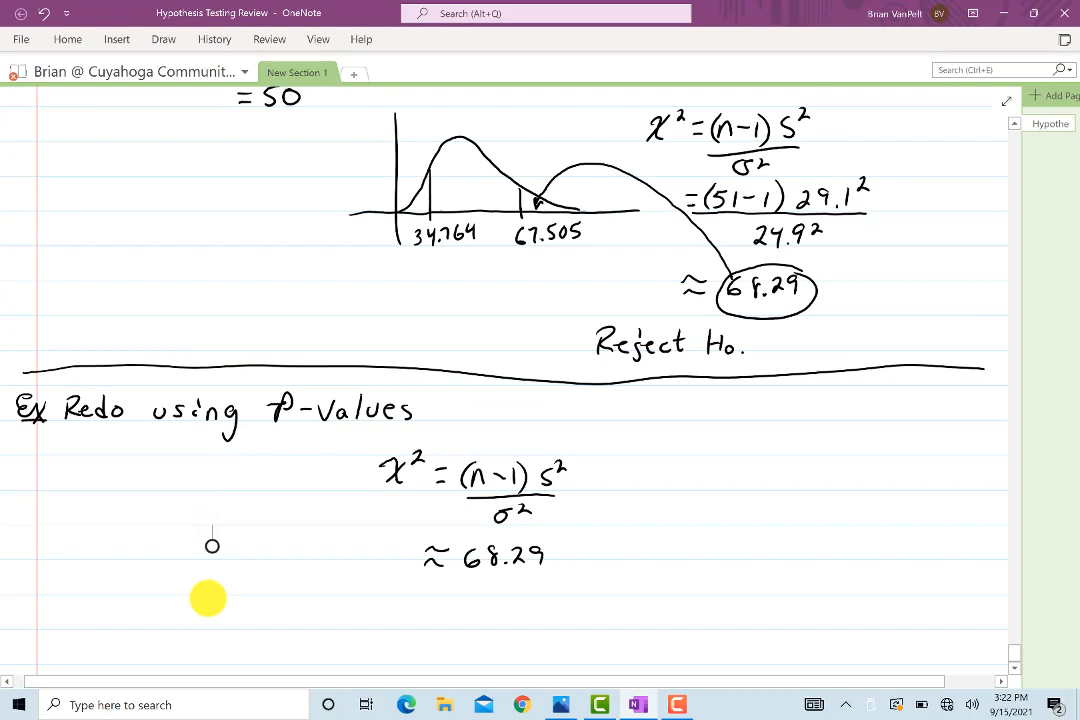 Hypothesis Testing Review - OneNote
Search (Alt+Q)
Brian VanPelt BV
File Home Insert Draw History Review View Help
Brian @ Cuyahoga Communit... New Section 1
Search (Ctrl+E)
Add Pag
Hypothe
= 50
34.764 67.505
χ² = (n-1) s²
σ²
= (51-1) 29.1²
24.9²
≈ 68.29
Reject Ho.
Ex Redo using P-values
χ² = (n-1) s²
σ²
≈ 68.29
Type here to search
3:22 PM
9/15/2021
2